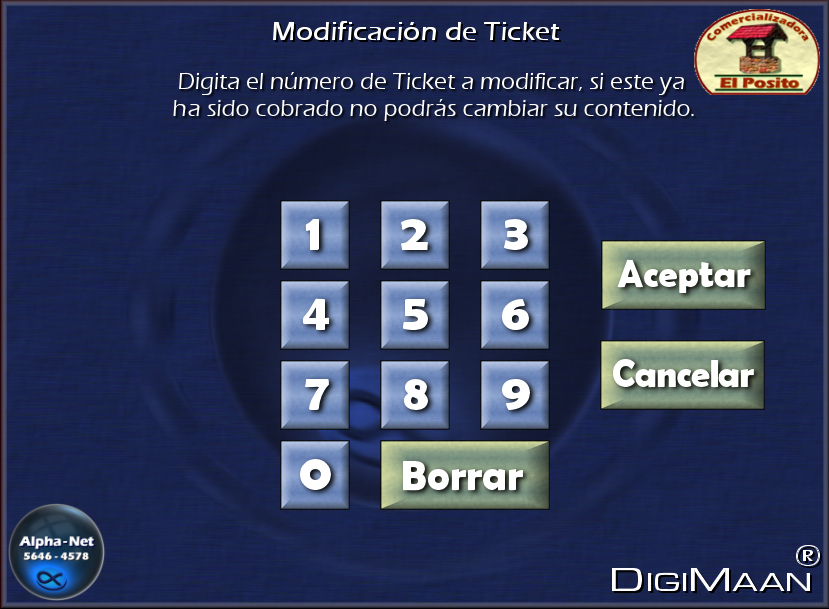 Modificación de Ticket
Comercializadora
El Posito
Digita el número de Ticket a modificar, si este ya
ha sido cobrado no podrás cambiar su contenido.
1 2 3
Aceptar
4 5 6
Cancelar
7 8 9
0 Borrar
Alpha-Net
5646 - 4578
DIGIMAAN ®